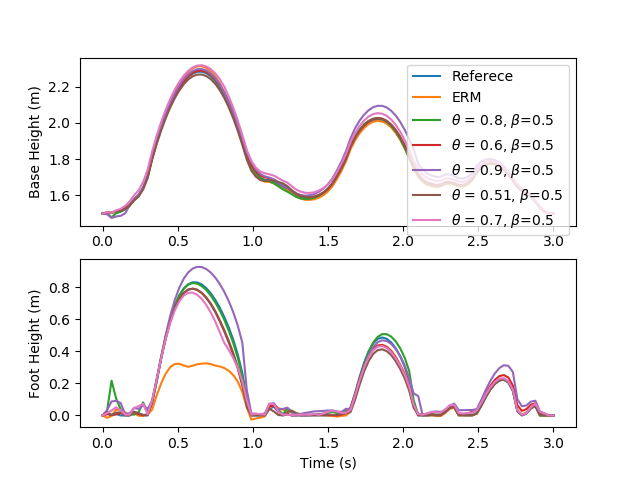 Base Height (m)
2.2
2.0
1.8
1.6
0.0 0.5 1.0 1.5 2.0 2.5 3.0
Referece
ERM
θ = 0.8, β=0.5
θ = 0.6, β=0.5
θ = 0.9, β=0.5
θ = 0.51, β=0.5
θ = 0.7, β=0.5
Foot Height (m)
0.8
0.6
0.4
0.2
0.0
0.0 0.5 1.0 1.5 2.0 2.5 3.0
Time (s)